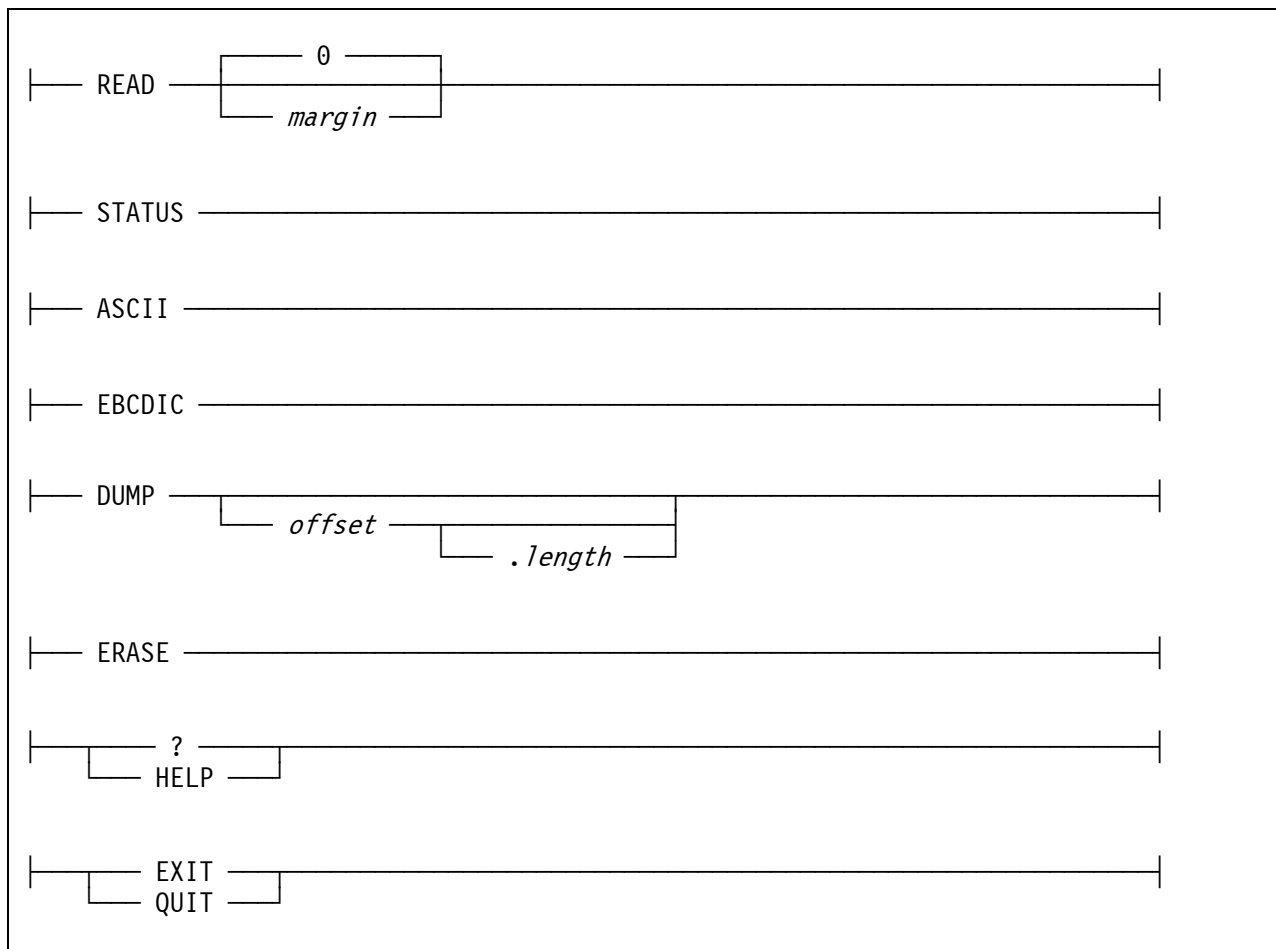 0
READ
margin
STATUS
ASCII
EBCDIC
DUMP
offset
.length
ERASE
?
HELP
EXIT
QUIT